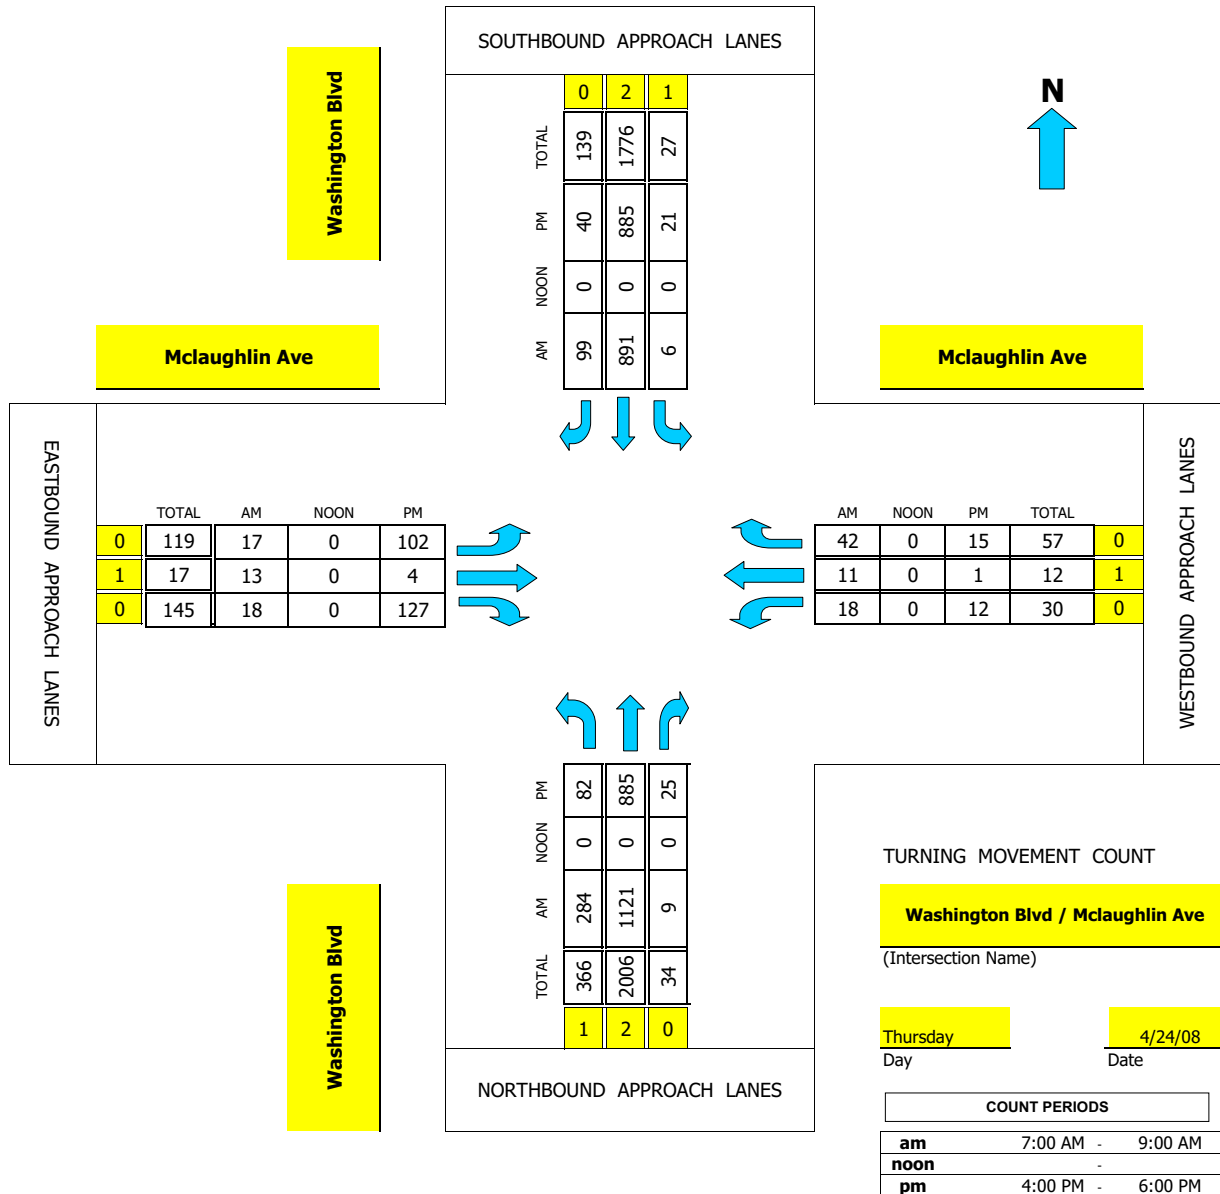 SOUTHBOUND APPROACH LANES
Washington Blvd
N
0 2 1
TOTAL 139 1776 27
PM 40 885 21
NOON 0 0 0
AM 99 891 6
Mclaughlin Ave
Mclaughlin Ave
EASTBOUND APPROACH LANES
TOTAL AM NOON PM
0 119 17 0 102
1 17 13 0 4
0 145 18 0 127
AM NOON PM TOTAL
42 0 15 57 0
11 0 1 12 1
18 0 12 30 0
WESTBOUND APPROACH LANES
PM 82 885 25
NOON 0 0 0
AM 284 1121 9
TOTAL 366 2006 34
1 2 0
Washington Blvd
NORTHBOUND APPROACH LANES
TURNING MOVEMENT COUNT
Washington Blvd / Mclaughlin Ave
(Intersection Name)
Thursday 4/24/08
Day Date
COUNT PERIODS
am 7:00 AM - 9:00 AM
noon -
pm 4:00 PM - 6:00 PM